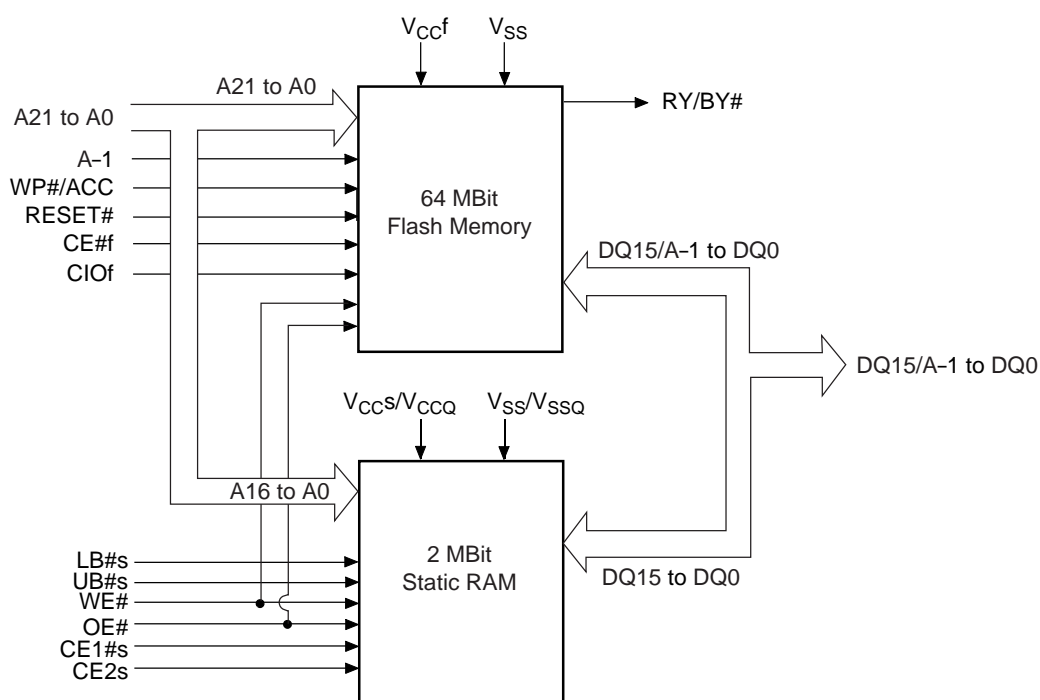 VCCf
VSS
A21 to A0
A21 to A0
RY/BY#
A–1
WP#/ACC
RESET#
CE#f
CIOf
64 MBit
Flash Memory
DQ15/A–1 to DQ0
DQ15/A–1 to DQ0
VCCs/VCCQ
VSS/VSSQ
A16 to A0
LB#s
UB#s
WE#
OE#
CE1#s
CE2s
2 MBit
Static RAM
DQ15 to DQ0